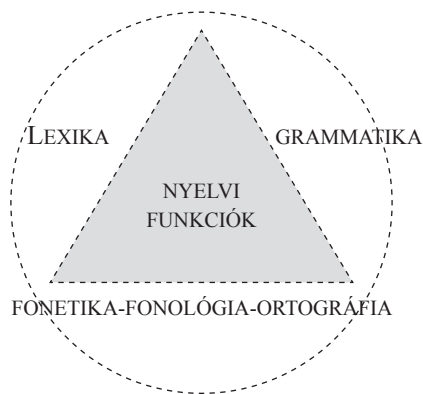 LEXIKA
GRAMMATIKA
NYELVI
FUNKCIÓK
FONETIKA-FONOLÓGIA-ORTOGRÁFIA